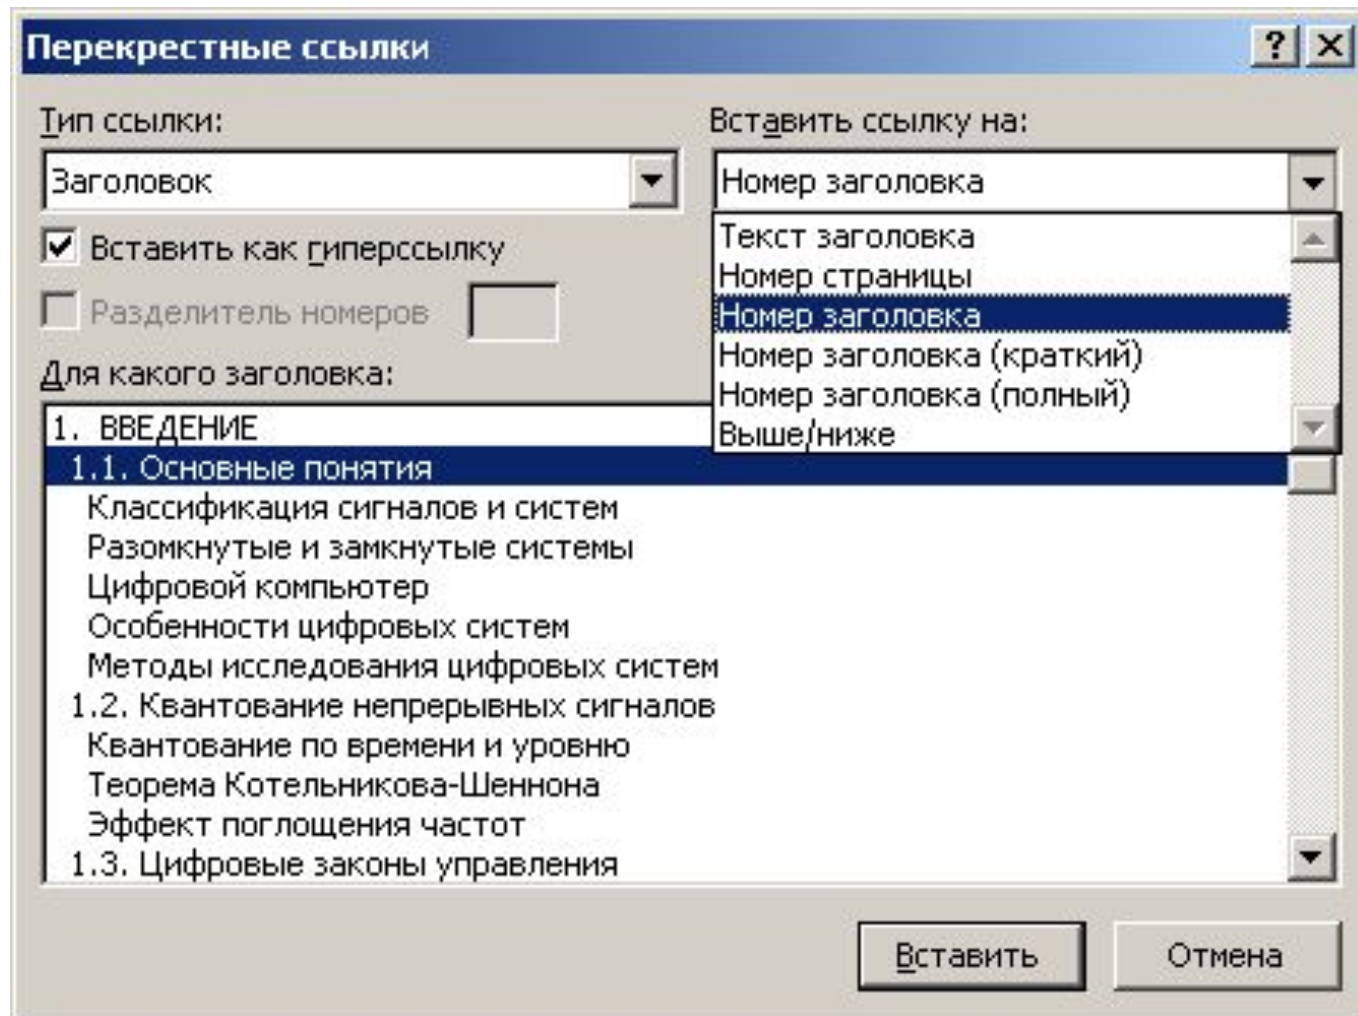 Перекрестные ссылки
Тип ссылки:
Вставить ссылку на:
Заголовок
Номер заголовка
Вставить как гиперссылку
Разделитель номеров
Текст заголовка
Номер страницы
Номер заголовка
Номер заголовка (краткий)
Номер заголовка (полный)
Выше/ниже
Для какого заголовка:
1. ВВЕДЕНИЕ
1.1. Основные понятия
Классификация сигналов и систем
Разомкнутые и замкнутые системы
Цифровой компьютер
Особенности цифровых систем
Методы исследования цифровых систем
1.2. Квантование непрерывных сигналов
Квантование по времени и уровню
Теорема Котельникова-Шеннона
Эффект поглощения частот
1.3. Цифровые законы управления
Вставить
Отмена